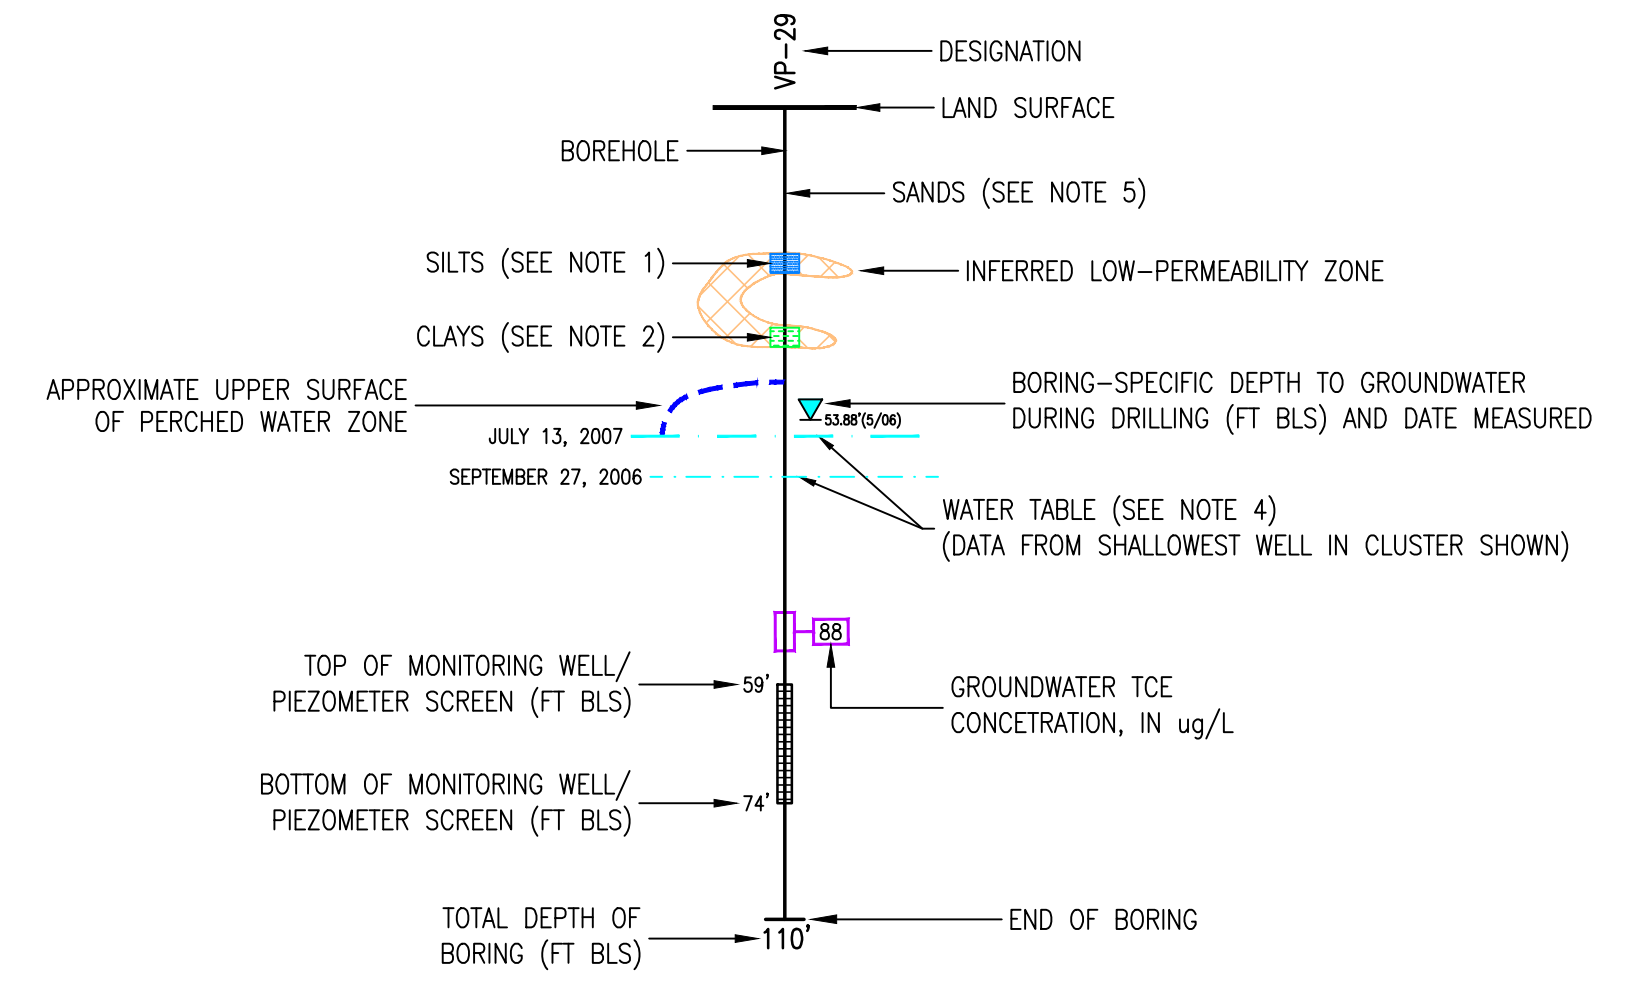 VP-29
DESIGNATION
LAND SURFACE
BOREHOLE
SANDS (SEE NOTE 5)
SILTS (SEE NOTE 1)
INFERRED LOW-PERMEABILITY ZONE
CLAYS (SEE NOTE 2)
APPROXIMATE UPPER SURFACE
OF PERCHED WATER ZONE
BORING-SPECIFIC DEPTH TO GROUNDWATER
DURING DRILLING (FT BLS) AND DATE MEASURED
53.88'(5/06)
JULY 13, 2007
SEPTEMBER 27, 2006
WATER TABLE (SEE NOTE 4)
(DATA FROM SHALLOWEST WELL IN CLUSTER SHOWN)
88
TOP OF MONITORING WELL/
PIEZOMETER SCREEN (FT BLS)
59'
GROUNDWATER TCE
CONCETRATION, IN ug/L
BOTTOM OF MONITORING WELL/
PIEZOMETER SCREEN (FT BLS)
74'
TOTAL DEPTH OF
BORING (FT BLS)
110'
END OF BORING